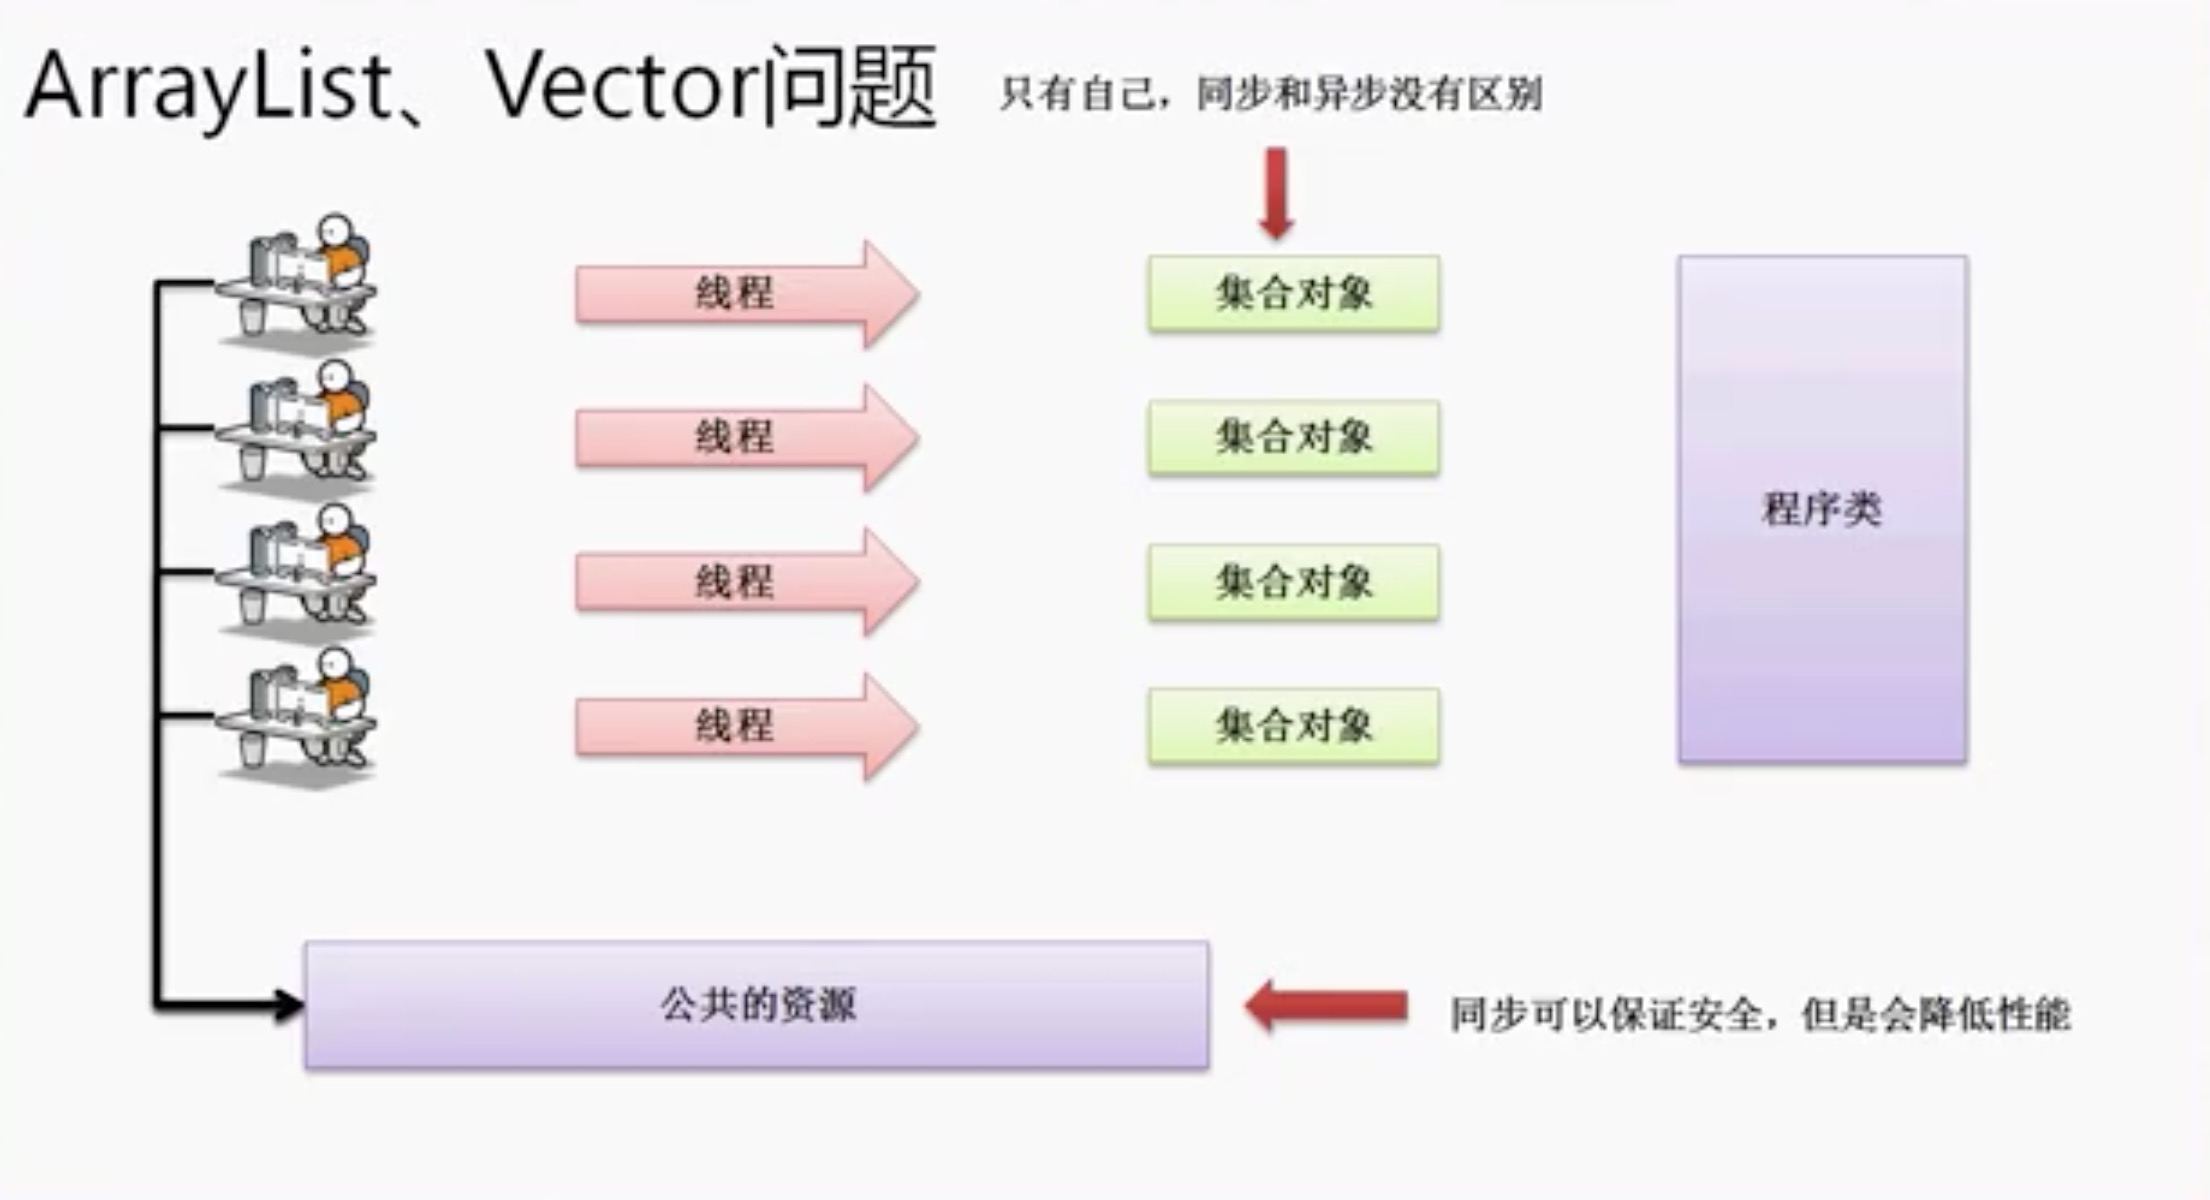 ArrayList、Vector问题
只有自己，同步和异步没有区别
线程
集合对象
线程
集合对象
程序类
线程
集合对象
线程
集合对象
公共的资源
同步可以保证安全，但是会降低性能